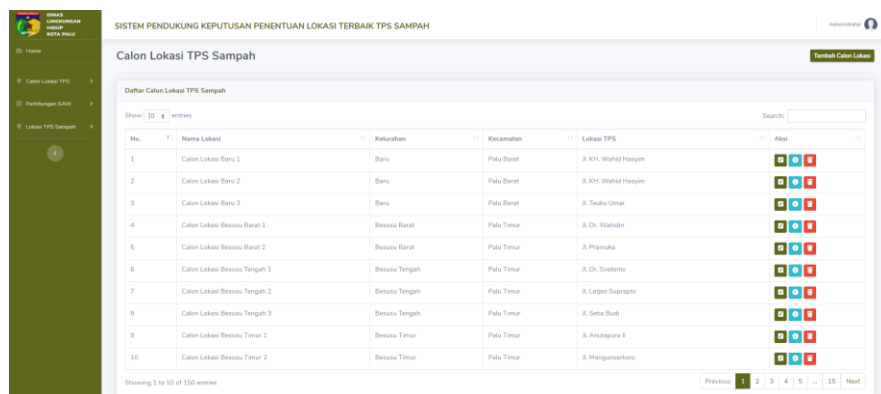 DINAS
LINGKUNGAN
HIDUP
KOTA PALU
SISTEM PENDUKUNG KEPUTUSAN PENENTUAN LOKASI TERBAIK TPS SAMPAH
Administrator
Home
Calon Lokasi TPS
Perhitungan SAW
Lokasi TPS Sampah
Calon Lokasi TPS Sampah
Tambah Calon Lokasi
Daftar Calon Lokasi TPS Sampah
Show 10 entries
Search:
No. Nama Lokasi Kelurahan Kecamatan Lokasi TPS Aksi
1 Calon Lokasi Baru 1 Baru Palu Barat Jl. KH. Wahid Hasyim
2 Calon Lokasi Baru 2 Baru Palu Barat Jl. KH. Wahid Hasyim
3 Calon Lokasi Baru 3 Baru Palu Barat Jl. Teuku Umar
4 Calon Lokasi Besusu Barat 1 Besusu Barat Palu Timur Jl. Dr. Wahidin
5 Calon Lokasi Besusu Barat 2 Besusu Barat Palu Timur Jl. Pramuka
6 Calon Lokasi Besusu Tengah 1 Besusu Tengah Palu Timur Jl. Dr. Soetomo
7 Calon Lokasi Besusu Tengah 2 Besusu Tengah Palu Timur Jl. Letjen Suprapto
8 Calon Lokasi Besusu Tengah 3 Besusu Tengah Palu Timur Jl. Setia Budi
9 Calon Lokasi Besusu Timur 1 Besusu Timur Palu Timur Jl. Anutapura II
10 Calon Lokasi Besusu Timur 2 Besusu Timur Palu Timur Jl. Mangunsarkoro
Showing 1 to 10 of 150 entries
Previous 1 2 3 4 5 … 15 Next